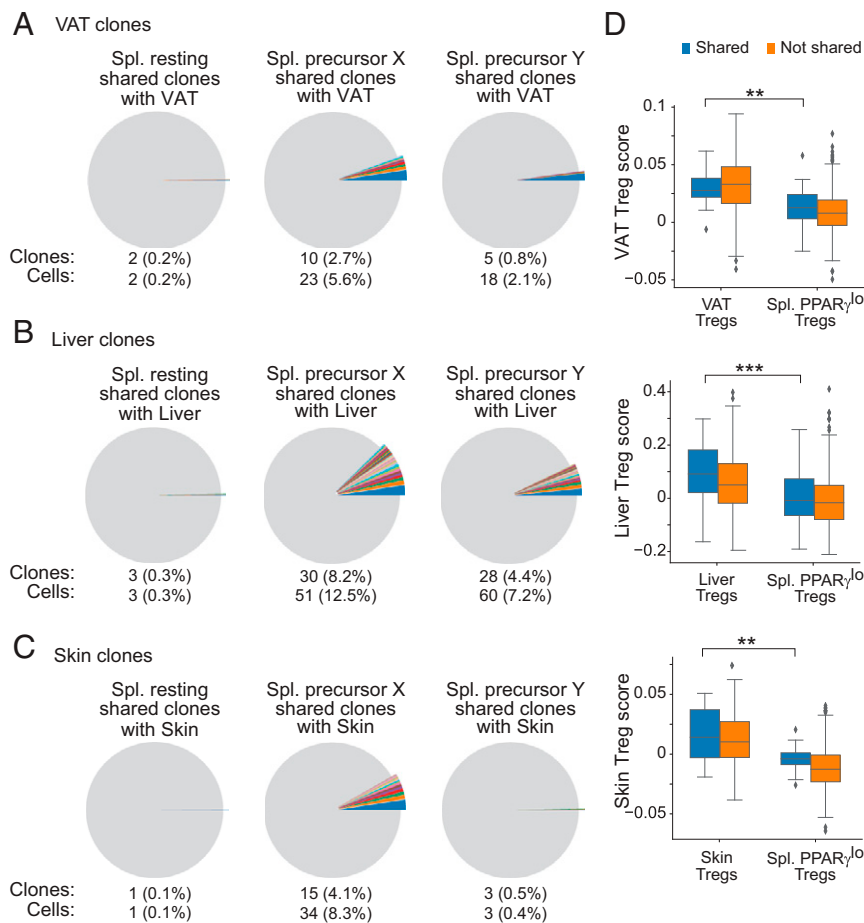 A VAT clones
Spl. resting
shared clones
with VAT
Spl. precursor X
shared clones
with VAT
Spl. precursor Y
shared clones
with VAT
Clones: 2 (0.2%) 10 (2.7%) 5 (0.8%)
Cells: 2 (0.2%) 23 (5.6%) 18 (2.1%)
B Liver clones
Spl. resting
shared clones
with Liver
Spl. precursor X
shared clones
with Liver
Spl. precursor Y
shared clones
with Liver
Clones: 3 (0.3%) 30 (8.2%) 28 (4.4%)
Cells: 3 (0.3%) 51 (12.5%) 60 (7.2%)
C Skin clones
Spl. resting
shared clones
with Skin
Spl. precursor X
shared clones
with Skin
Spl. precursor Y
shared clones
with Skin
Clones: 1 (0.1%) 15 (4.1%) 3 (0.5%)
Cells: 1 (0.1%) 34 (8.3%) 3 (0.4%)
D
Shared Not shared
VAT Treg score
0.1
0.05
0
−0.05
**
VAT
Tregs
Spl. PPARγlo
Tregs
Liver Treg score
0.4
0.2
0
−0.2
***
Liver
Tregs
Spl. PPARγlo
Tregs
Skin Treg score
0.05
0
−0.05
**
Skin
Tregs
Spl. PPARγlo
Tregs